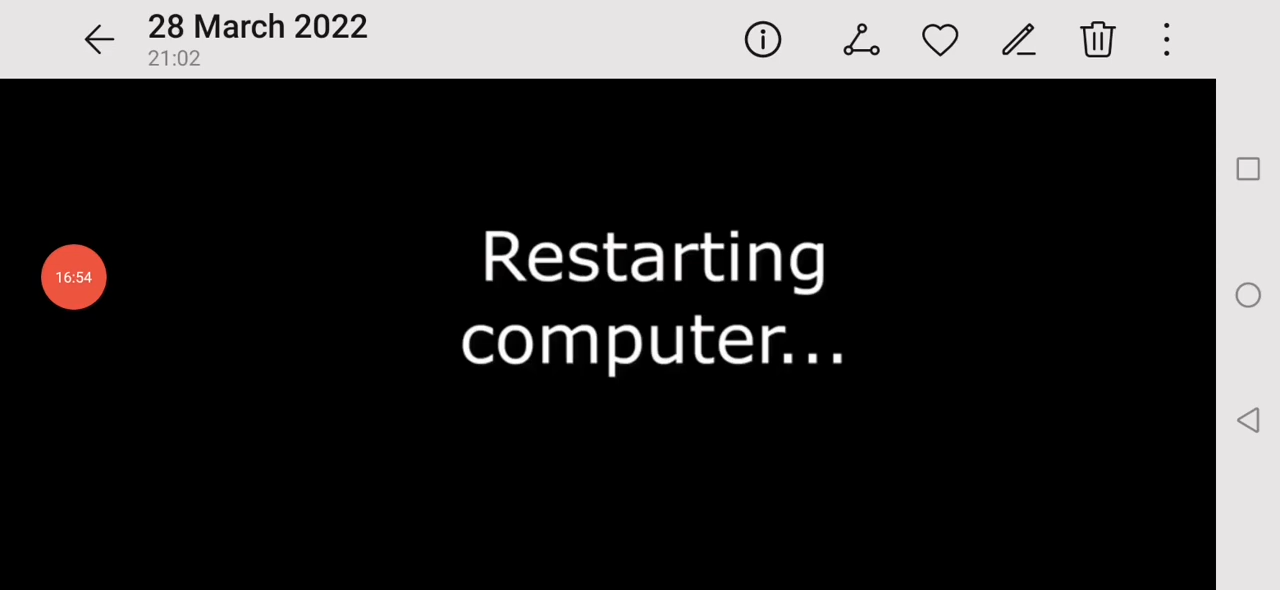 28 March 2022
21:02
16:54
Restarting
computer...